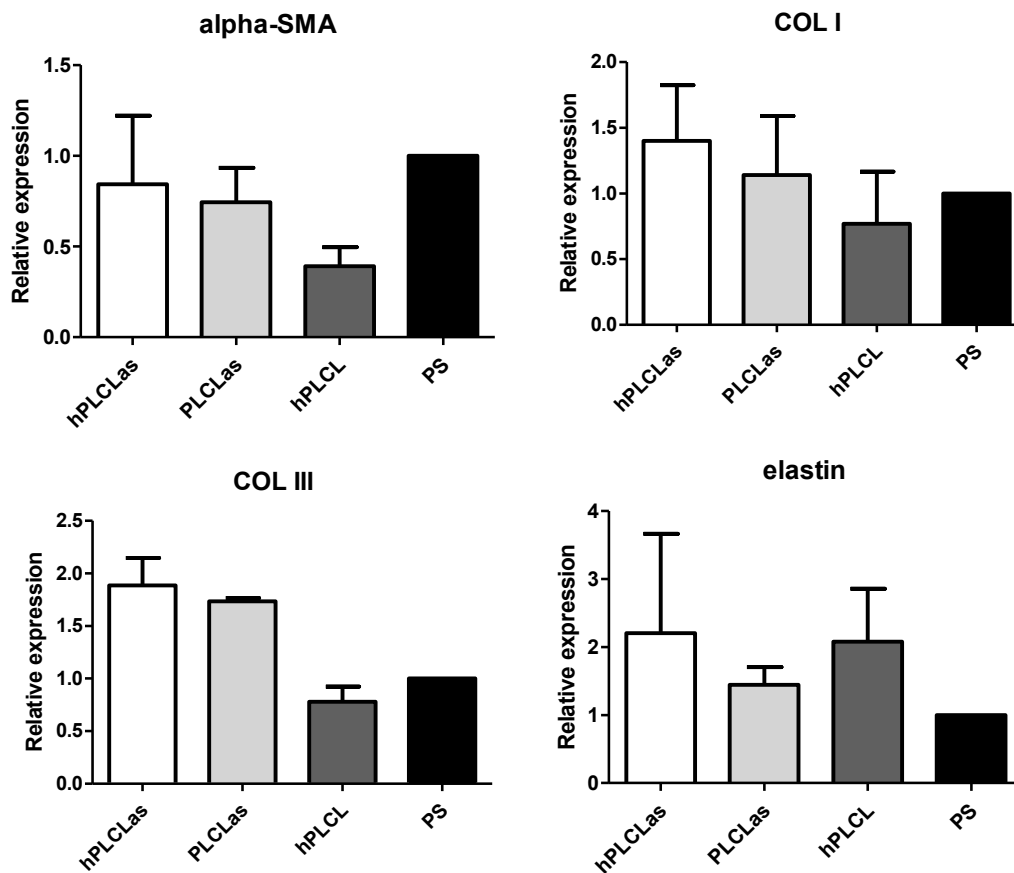 alpha-SMA
Relative expression
1.5
1.0
0.5
0.0
hPLCLas
PLCLas
hPLCL
PS
COL I
Relative expression
2.0
1.5
1.0
0.5
0.0
hPLCLas
PLCLas
hPLCL
PS
COL III
Relative expression
2.5
2.0
1.5
1.0
0.5
0.0
hPLCLas
PLCLas
hPLCL
PS
elastin
Relative expression
4
3
2
1
0
hPLCLas
PLCLas
hPLCL
PS